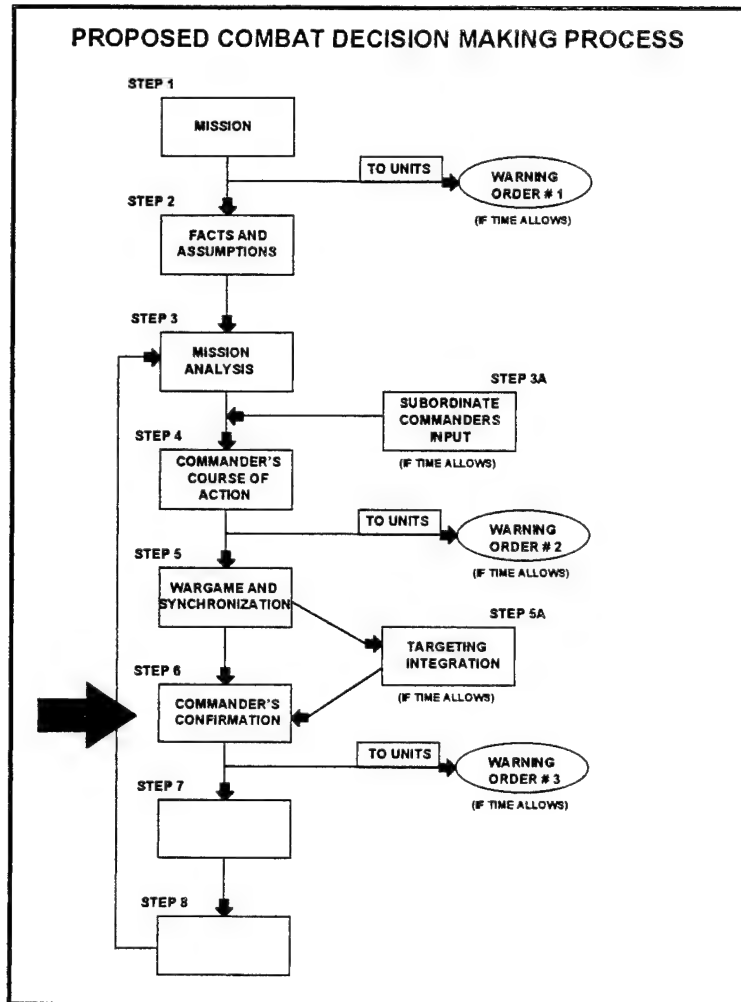 PROPOSED COMBAT DECISION MAKING PROCESS
STEP 1
MISSION
TO UNITS
WARNING
ORDER # 1
(IF TIME ALLOWS)
STEP 2
FACTS AND
ASSUMPTIONS
STEP 3
MISSION
ANALYSIS
STEP 3A
SUBORDINATE
COMMANDERS
INPUT
(IF TIME ALLOWS)
STEP 4
COMMANDER'S
COURSE OF
ACTION
TO UNITS
WARNING
ORDER # 2
(IF TIME ALLOWS)
STEP 5
WARGAME AND
SYNCHRONIZATION
STEP 5A
TARGETING
INTEGRATION
(IF TIME ALLOWS)
STEP 6
COMMANDER'S
CONFIRMATION
TO UNITS
WARNING
ORDER # 3
(IF TIME ALLOWS)
STEP 7
STEP 8